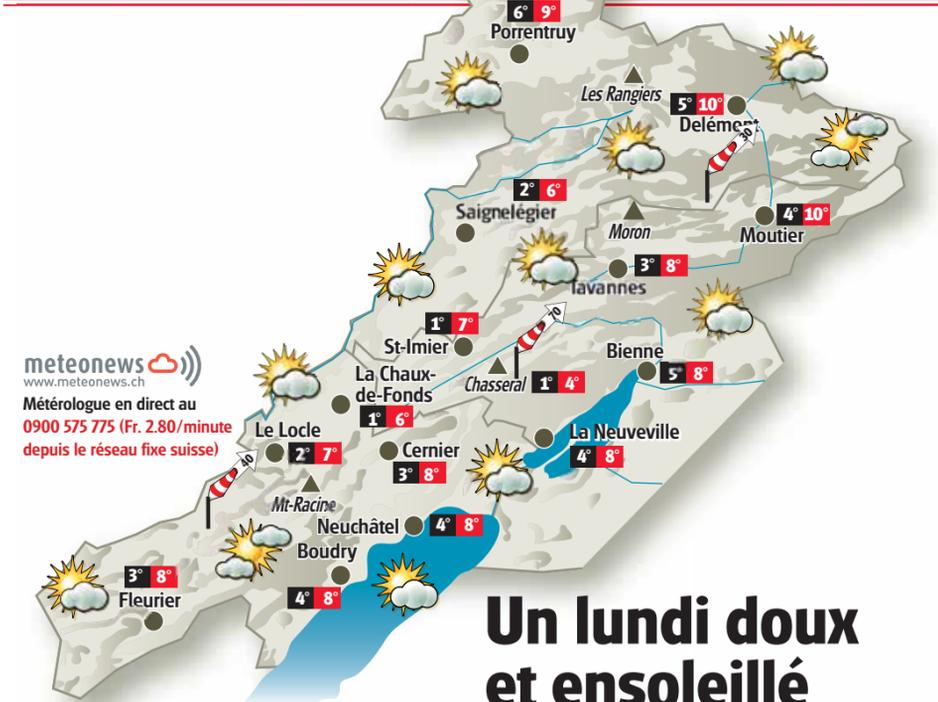 6° 9°
Porrentruy
Les Rangiers
5° 10°
Delémont
30
2° 6°
Saignelégier
Moron
4° 10°
Moutier
3° 8°
Tavannes
70
1° 7°
St-Imier
Bienne
5° 8°
Chasseral
1° 4°
meteonews
www.meteonews.ch
Météorologue en direct au
0900 575 775 (Fr. 2.80/minute
depuis le réseau fixe suisse)
La Chaux-
de-Fonds
1° 6°
Le Locle
2° 7°
40
Cernier
3° 8°
La Neuveville
4° 8°
Mt-Racine
Neuchâtel
4° 8°
Boudry
4° 8°
3° 8°
Fleurier
Un lundi doux
et ensoleillé